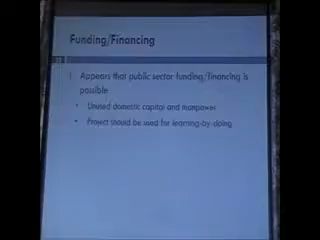 Funding/Financing
Appears that public sector funding/financing is
possible
• Unused domestic capital and manpower
• Project should be used for learning-by-doing